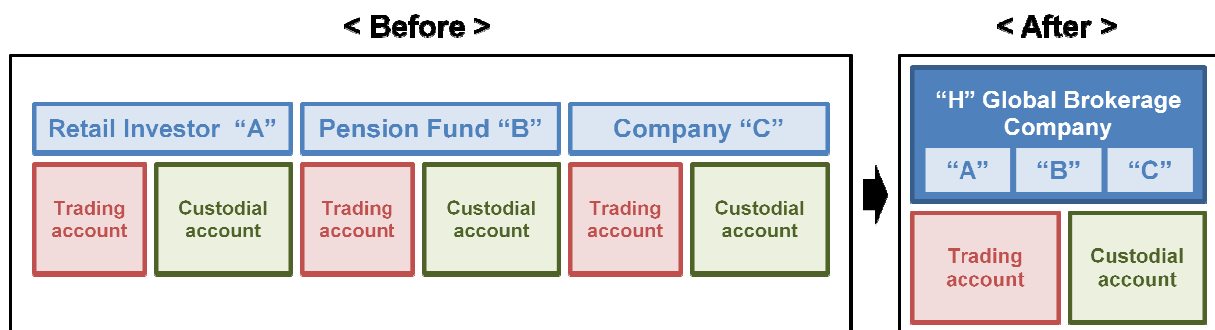 < Before >
< After >
Retail Investor “A”
Pension Fund “B”
Company “C”
Trading
account
Custodial
account
Trading
account
Custodial
account
Trading
account
Custodial
account
“H” Global Brokerage
Company
“A”
“B”
“C”
Trading
account
Custodial
account